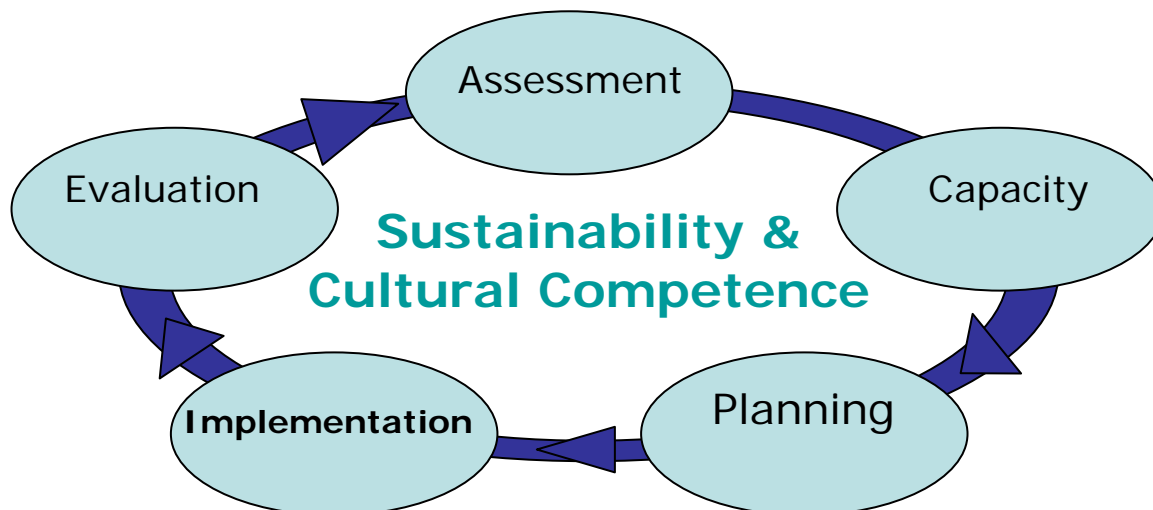 Assessment
Evaluation
Capacity
Sustainability &
Cultural Competence
Implementation
Planning